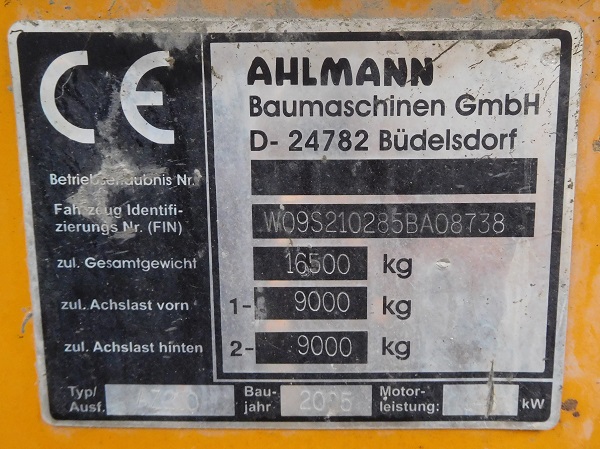 CE
AHLMANN
Baumaschinen GmbH
D- 24782 Büdelsdorf
Betriebserlaubnis Nr.
Fahrzeug Identifi-
zierungs Nr. (FIN) W09S210285BA08738
zul. Gesamtgewicht 16500 kg
zul. Achslast vorn 1- 9000 kg
zul. Achslast hinten 2- 9000 kg
Typ/ Bau- Motor-
Ausf. jahr leistung: kW